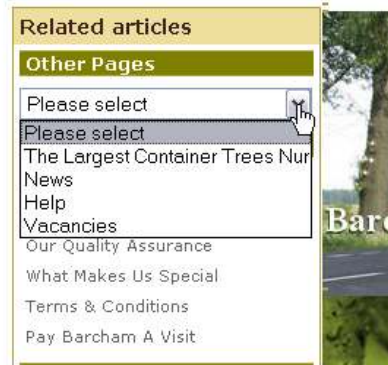 Related articles
Other Pages
Please select
Please select
The Largest Container Trees Nur
News
Help
Vacancies
Our Quality Assurance
What Makes Us Special
Terms & Conditions
Pay Barcham A Visit
Barc